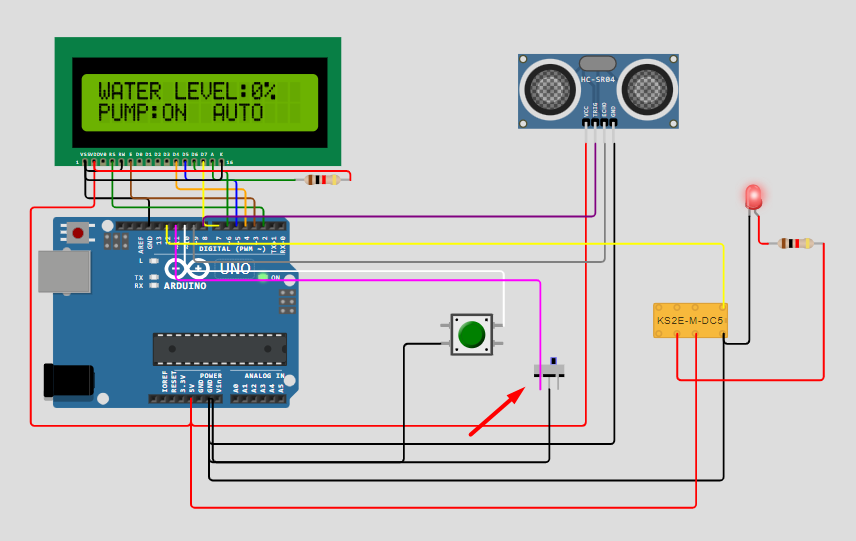 WATER LEVEL:0%
PUMP:ON AUTO
VSS VDD V0 RS RW E D0 D1 D2 D3 D4 D5 D6 D7 A K
1
16
HC-SR04
VCC
TRIG
ECHO
GND
AREF
GND
13
12
8
7
6
5
4
3
2
TX→1
RX←0
DIGITAL (PWM ~)
L
UNO
TX
RX
ARDUINO
ON
KS2E-M-DC5
POWER
ANALOG IN
IOREF
RESET
3.3V
5V
GND
GND
Vin
A0
A1
A2
A3
A4
A5